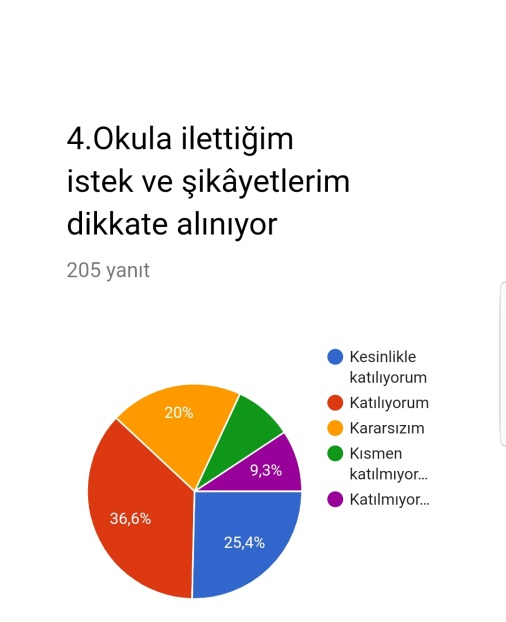 4.Okula ilettiğim
istek ve şikâyetlerim
dikkate alınıyor
205 yanıt
Kesinlikle
katılıyorum
Katılıyorum
Kararsızım
Kısmen
katılmıyor...
Katılmıyor...
20%
9,3%
36,6%
25,4%